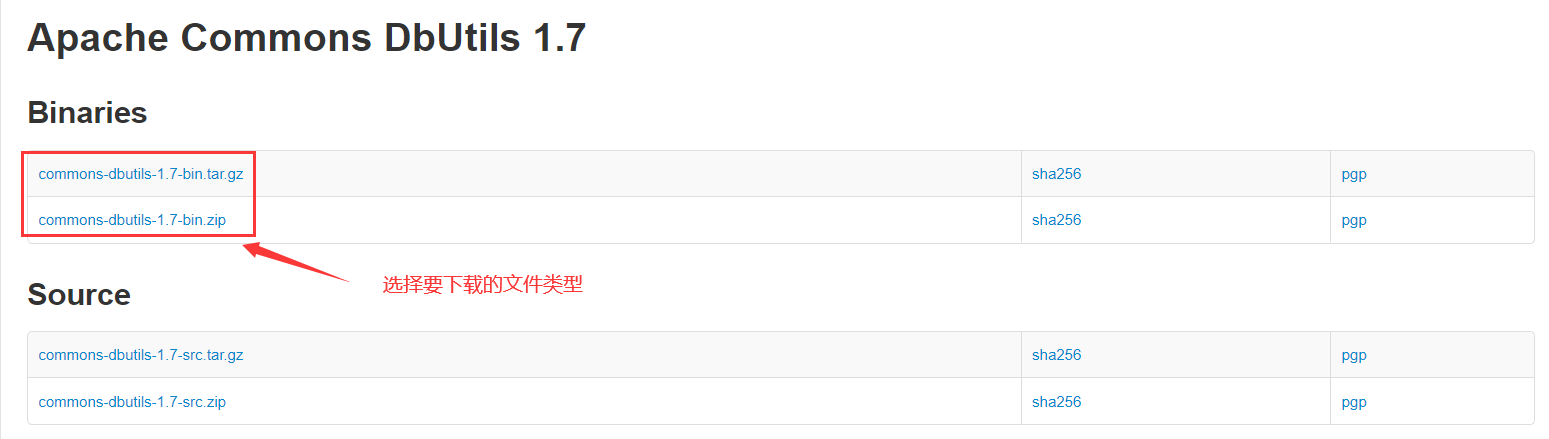 Apache Commons DbUtils 1.7
Binaries
commons-dbutils-1.7-bin.tar.gz sha256 pgp
commons-dbutils-1.7-bin.zip sha256 pgp
选择要下载的文件类型
Source
commons-dbutils-1.7-src.tar.gz sha256 pgp
commons-dbutils-1.7-src.zip sha256 pgp